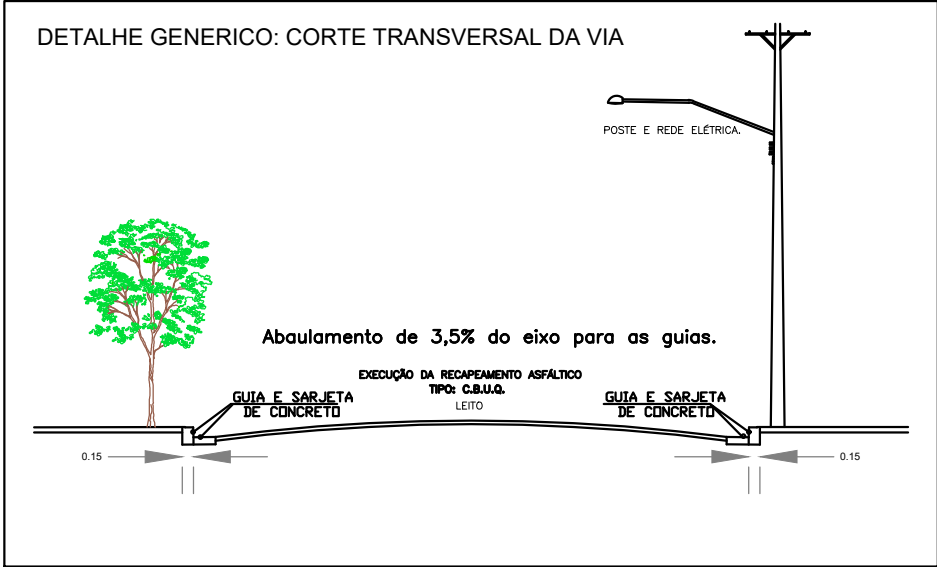 DETALHE GENERICO: CORTE TRANSVERSAL DA VIA
POSTE E REDE ELÉTRICA.
Abaulamento de 3,5% do eixo para as guias.
EXECUÇÃO DA RECAPEAMENTO ASFÁLTICO
TIPO: C.B.U.Q.
LEITO
GUIA E SARJETA
DE CONCRETO
GUIA E SARJETA
DE CONCRETO
0.15
0.15